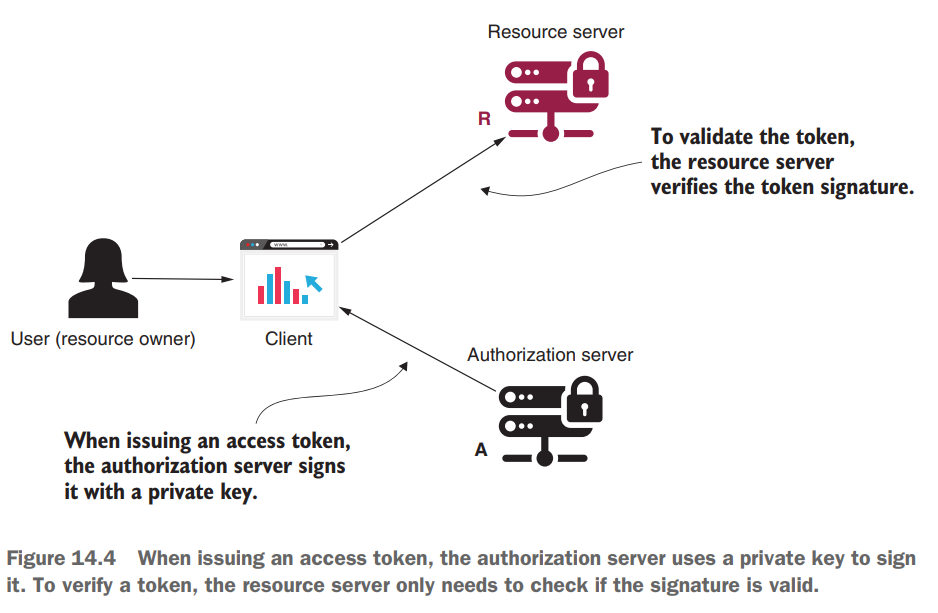 Resource server
R
To validate the token,
the resource server
verifies the token signature.
www.
User (resource owner)
Client
Authorization server
A
When issuing an access token,
the authorization server signs
it with a private key.
Figure 14.4 When issuing an access token, the authorization server uses a private key to sign
it. To verify a token, the resource server only needs to check if the signature is valid.